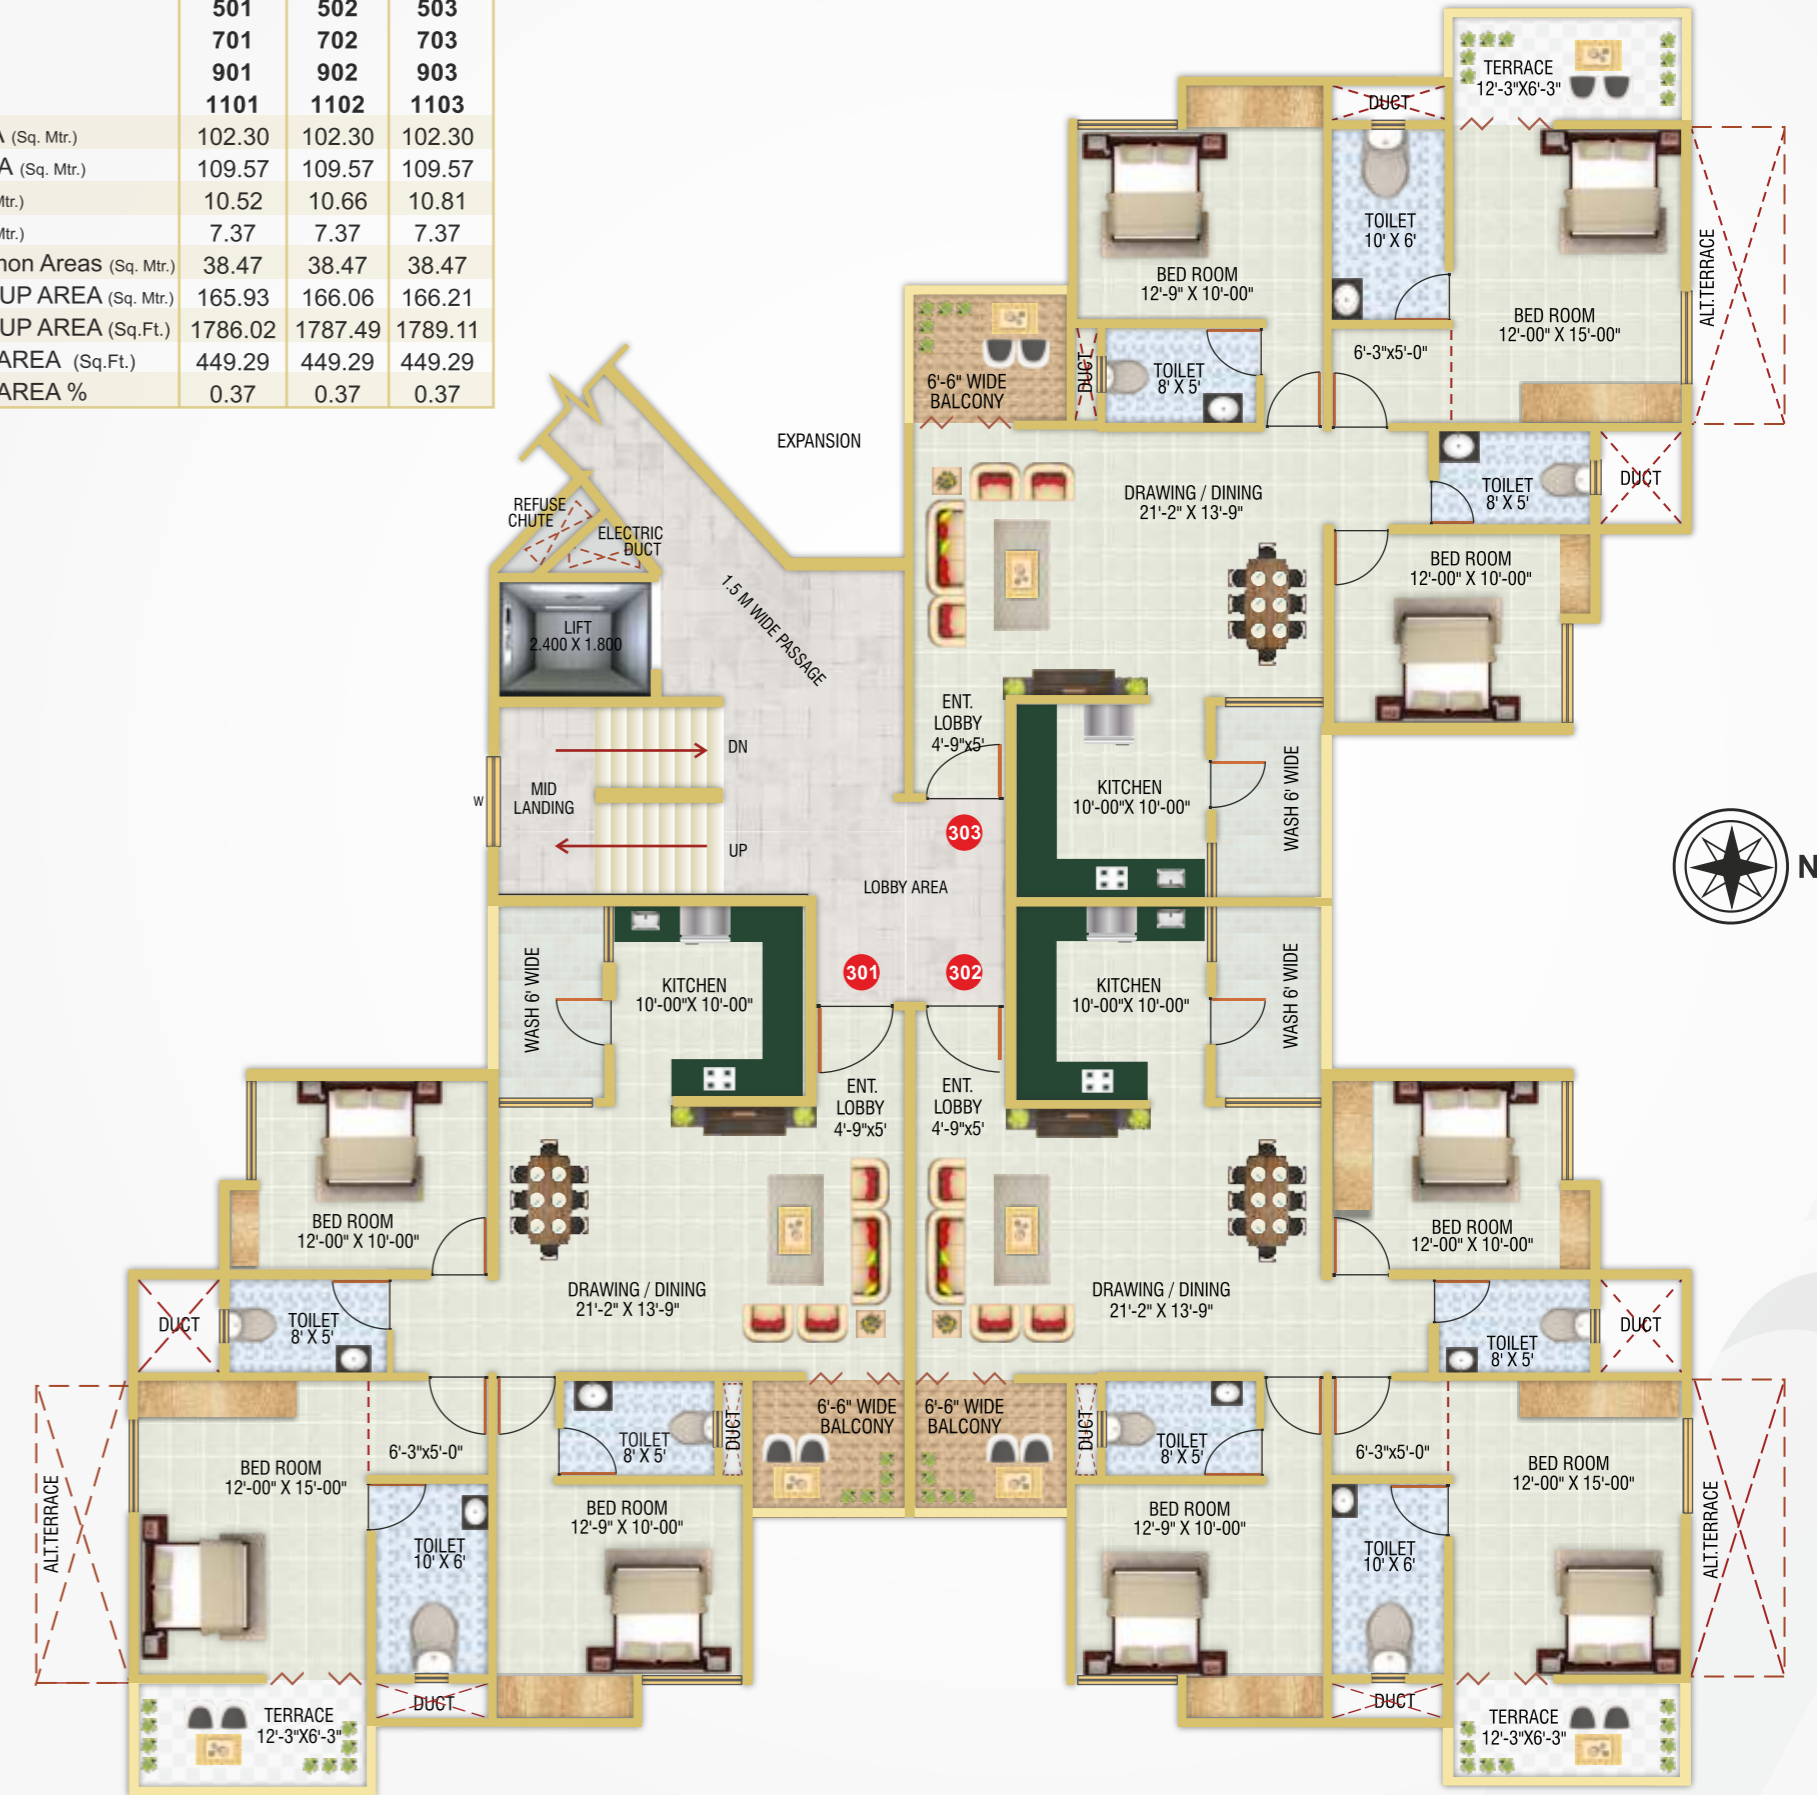 501 502 503
701 702 703
901 902 903
1101 1102 1103
A (Sq. Mtr.) 102.30 102.30 102.30
A (Sq. Mtr.) 109.57 109.57 109.57
Mtr.) 10.52 10.66 10.81
Mtr.) 7.37 7.37 7.37
mon Areas (Sq. Mtr.) 38.47 38.47 38.47
UP AREA (Sq. Mtr.) 165.93 166.06 166.21
UP AREA (Sq.Ft.) 1786.02 1787.49 1789.11
AREA (Sq.Ft.) 449.29 449.29 449.29
AREA % 0.37 0.37 0.37
TERRACE
12'-3"X6'-3"
DUCT
TOILET
10' X 6'
ALT.TERRACE
BED ROOM
12'-9" X 10'-00"
BED ROOM
12'-00" X 15'-00"
6'-3"x5'-0"
DUCT
TOILET
8' X 5'
6'-6" WIDE
BALCONY
EXPANSION
DRAWING / DINING
21'-2" X 13'-9"
TOILET
8' X 5'
DUCT
REFUSE
CHUTE
ELECTRIC
DUCT
BED ROOM
12'-00" X 10'-00"
1.5 M WIDE PASSAGE
LIFT
2.400 X 1.800
ENT.
LOBBY
4'-9"x5'
DN
MID
LANDING
W
UP
KITCHEN
10'-00"X 10'-00"
WASH 6' WIDE
303
LOBBY AREA
N
301
302
WASH 6' WIDE
KITCHEN
10'-00"X 10'-00"
KITCHEN
10'-00"X 10'-00"
WASH 6' WIDE
ENT.
LOBBY
4'-9"x5'
ENT.
LOBBY
4'-9"x5'
BED ROOM
12'-00" X 10'-00"
BED ROOM
12'-00" X 10'-00"
DRAWING / DINING
21'-2" X 13'-9"
DRAWING / DINING
21'-2" X 13'-9"
DUCT
TOILET
8' X 5'
TOILET
8' X 5'
DUCT
6'-6" WIDE
BALCONY
6'-6" WIDE
BALCONY
DUCT
DUCT
TOILET
8' X 5'
TOILET
8' X 5'
6'-3"x5'-0"
6'-3"x5'-0"
ALT.TERRACE
BED ROOM
12'-00" X 15'-00"
BED ROOM
12'-00" X 15'-00"
ALT.TERRACE
BED ROOM
12'-9" X 10'-00"
BED ROOM
12'-9" X 10'-00"
TOILET
10' X 6'
TOILET
10' X 6'
DUCT
DUCT
TERRACE
12'-3"X6'-3"
TERRACE
12'-3"X6'-3"